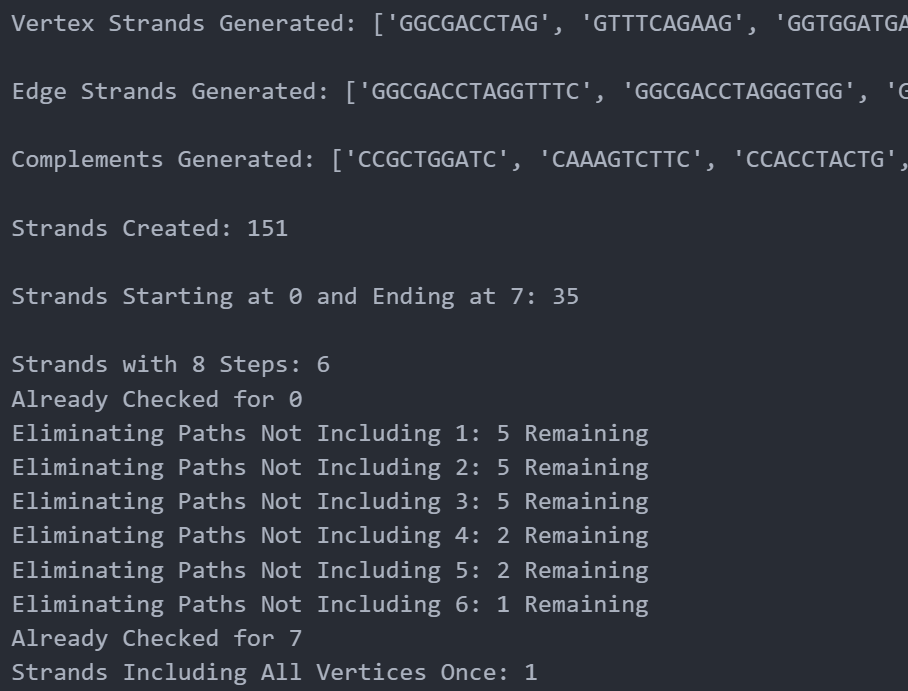 Vertex Strands Generated: ['GGCGACCTAG', 'GTTTCAGAAG', 'GGTGGATGA
Edge Strands Generated: ['GGCGACCTAGGTTTC', 'GGCGACCTAGGGTGG', 'G
Complements Generated: ['CCGCTGGATC', 'CAAAGTCTTC', 'CCACCTACTG',
Strands Created: 151
Strands Starting at 0 and Ending at 7: 35
Strands with 8 Steps: 6
Already Checked for 0
Eliminating Paths Not Including 1: 5 Remaining
Eliminating Paths Not Including 2: 5 Remaining
Eliminating Paths Not Including 3: 5 Remaining
Eliminating Paths Not Including 4: 2 Remaining
Eliminating Paths Not Including 5: 2 Remaining
Eliminating Paths Not Including 6: 1 Remaining
Already Checked for 7
Strands Including All Vertices Once: 1